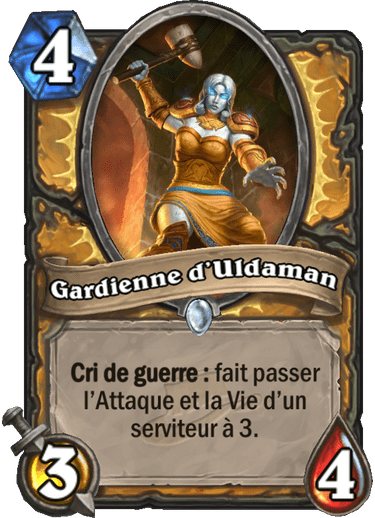 4
Gardienne d'Uldaman
Cri de guerre : fait passer
l'Attaque et la Vie d'un
serviteur à 3.
3
4